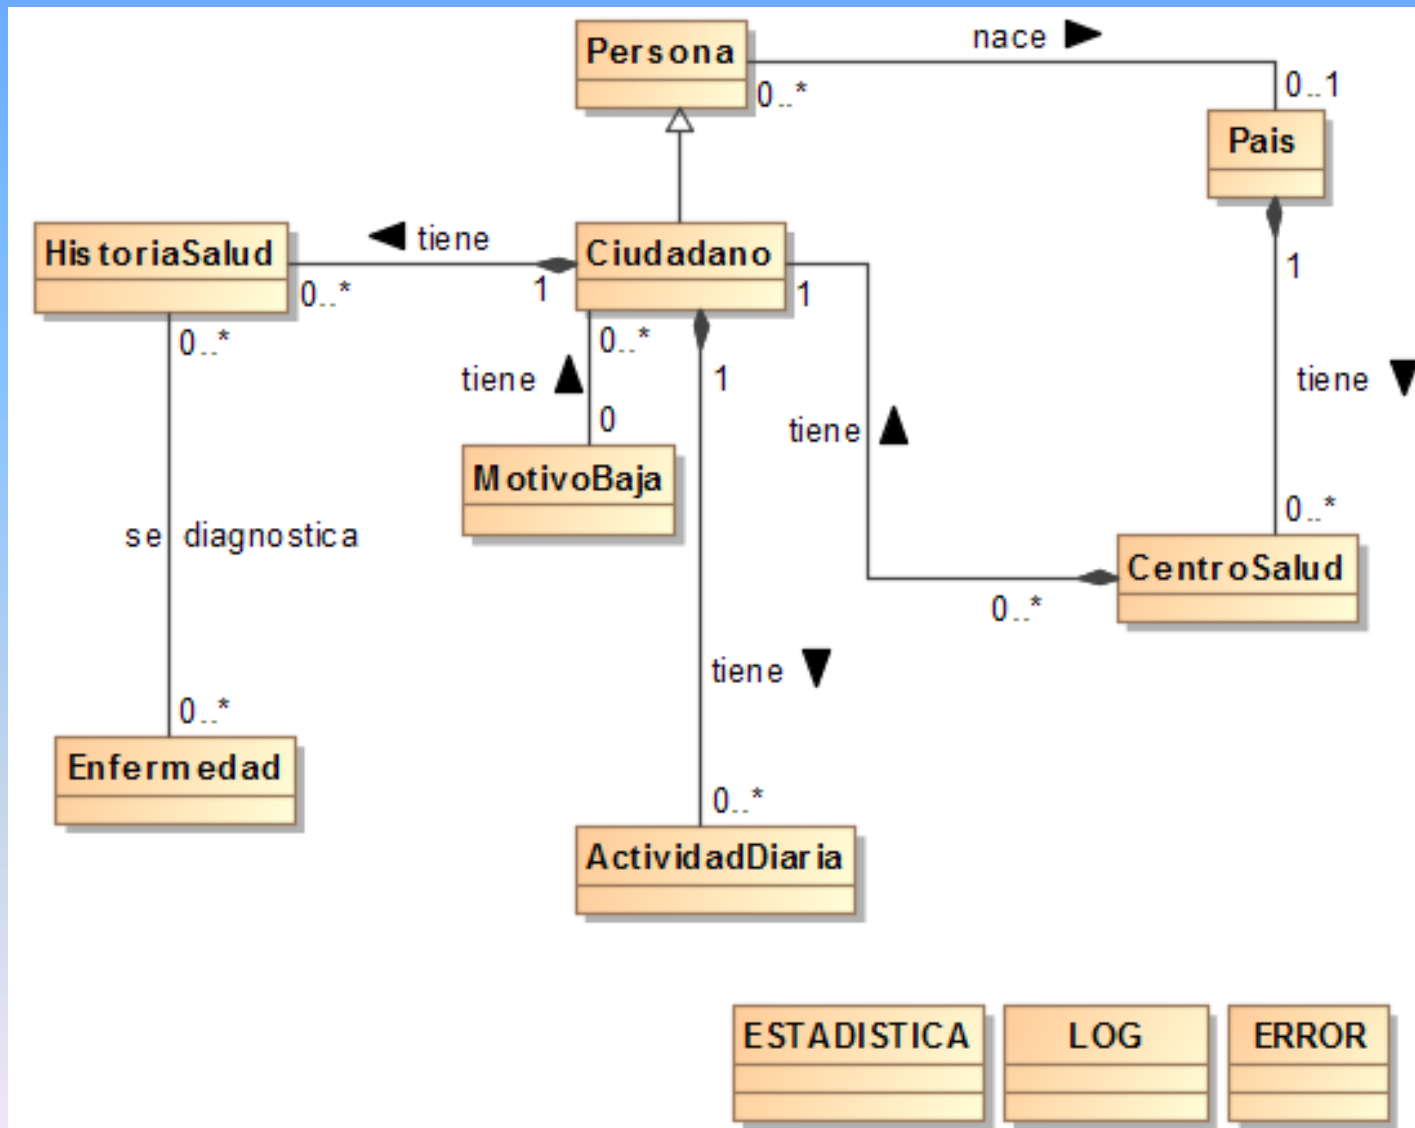 Persona
nace
0..*
0..1
Pais
HistoriaSalud
tiene
Ciudadano
0..*
1
1
1
0..*
0..*
tiene
1
tiene
0
tiene
MotivoBaja
0..*
se diagnostica
CentroSalud
0..*
tiene
0..*
Enfermedad
0..*
ActividadDiaria
ESTADISTICA
LOG
ERROR